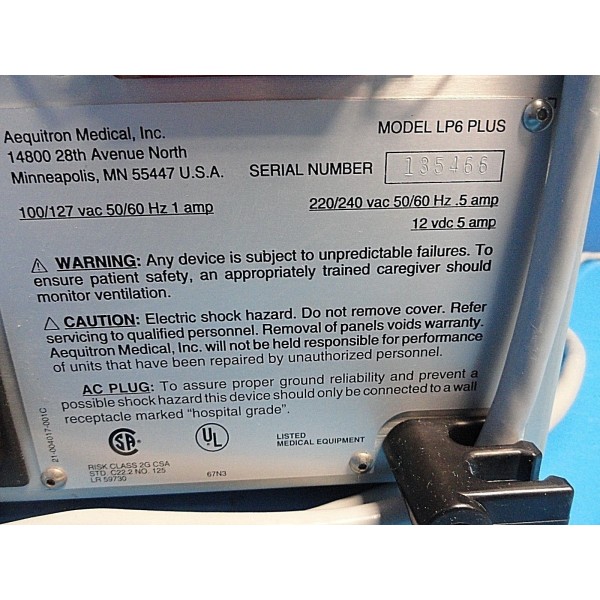 Aequitron Medical, Inc.
14800 28th Avenue North
Minneapolis, MN 55447 U.S.A.
MODEL LP6 PLUS
SERIAL NUMBER 135466
100/127 vac 50/60 Hz 1 amp
220/240 vac 50/60 Hz .5 amp
12 vdc 5 amp
⚠ WARNING: Any device is subject to unpredictable failures. To
ensure patient safety, an appropriately trained caregiver should
monitor ventilation.
⚠ CAUTION: Electric shock hazard. Do not remove cover. Refer
servicing to qualified personnel. Removal of panels voids warranty.
Aequitron Medical, Inc. will not be held responsible for performance
of units that have been repaired by unauthorized personnel.
AC PLUG: To assure proper ground reliability and prevent a
possible shock hazard this device should only be connected to a wall
receptacle marked "hospital grade".
21-004017-001C
SA
RISK CLASS 2G CSA
STD. C22.2 NO. 125
LR 59730
UL
67N3
LISTED
MEDICAL EQUIPMENT